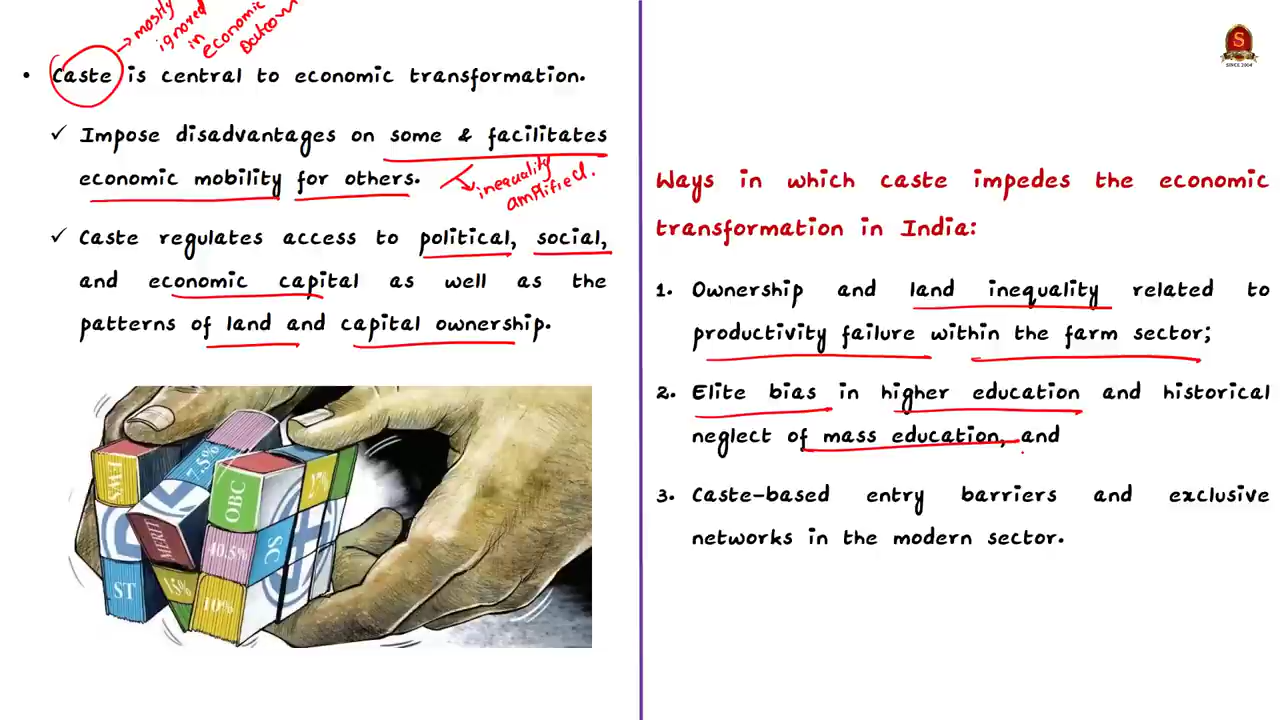 mostly
ignored
in
economic
• Caste is central to economic transformation.
✓ Impose disadvantages on some & facilitates
economic mobility for others.
inequality
amplified.
✓ Caste regulates access to political, social,
and economic capital as well as the
patterns of land and capital ownership.
EWS
7.5%
OBC
27%
MERIT
40.5%
SC
ST
15%
10%
S
SINCE 2004
Ways in which caste impedes the economic
transformation in India:
1. Ownership and land inequality related to
productivity failure within the farm sector;
2. Elite bias in higher education and historical
neglect of mass education, and
3. Caste-based entry barriers and exclusive
networks in the modern sector.